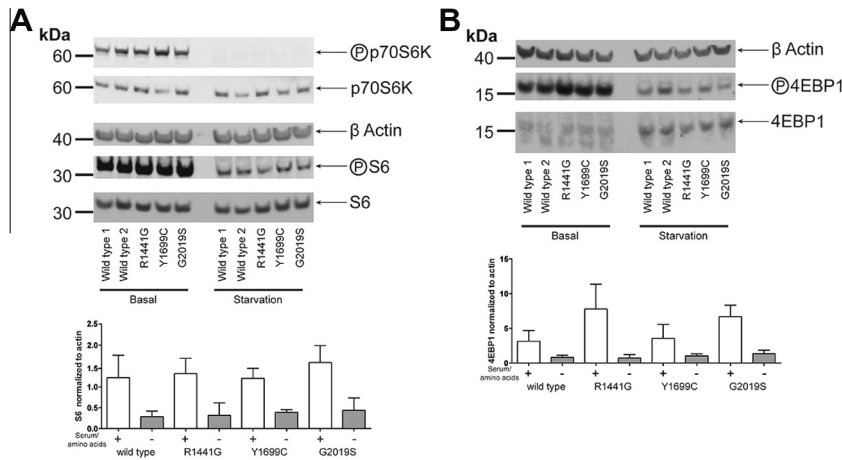 A
kDa
60
Ⓟp70S6K
60
p70S6K
40
β Actin
30
ⓅS6
30
S6
Wild type 1
Wild type 2
R1441G
Y1699C
G2019S
Wild type 1
Wild type 2
R1441G
Y1699C
G2019S
Basal
Starvation
S6 normalized to actin
2.5
2.0
1.5
1.0
0.5
0.0
Serum/
amino acids
+ - + - + - + -
wild type R1441G Y1699C G2019S
B
kDa
40
β Actin
15
Ⓟ4EBP1
15
4EBP1
Wild type 1
Wild type 2
R1441G
Y1699C
G2019S
Wild type 1
Wild type 2
R1441G
Y1699C
G2019S
Basal
Starvation
4EBP1 normalized to actin
15
10
5
0
Serum/
amino acids
+ - + - + - + -
wild type R1441G Y1699C G2019S